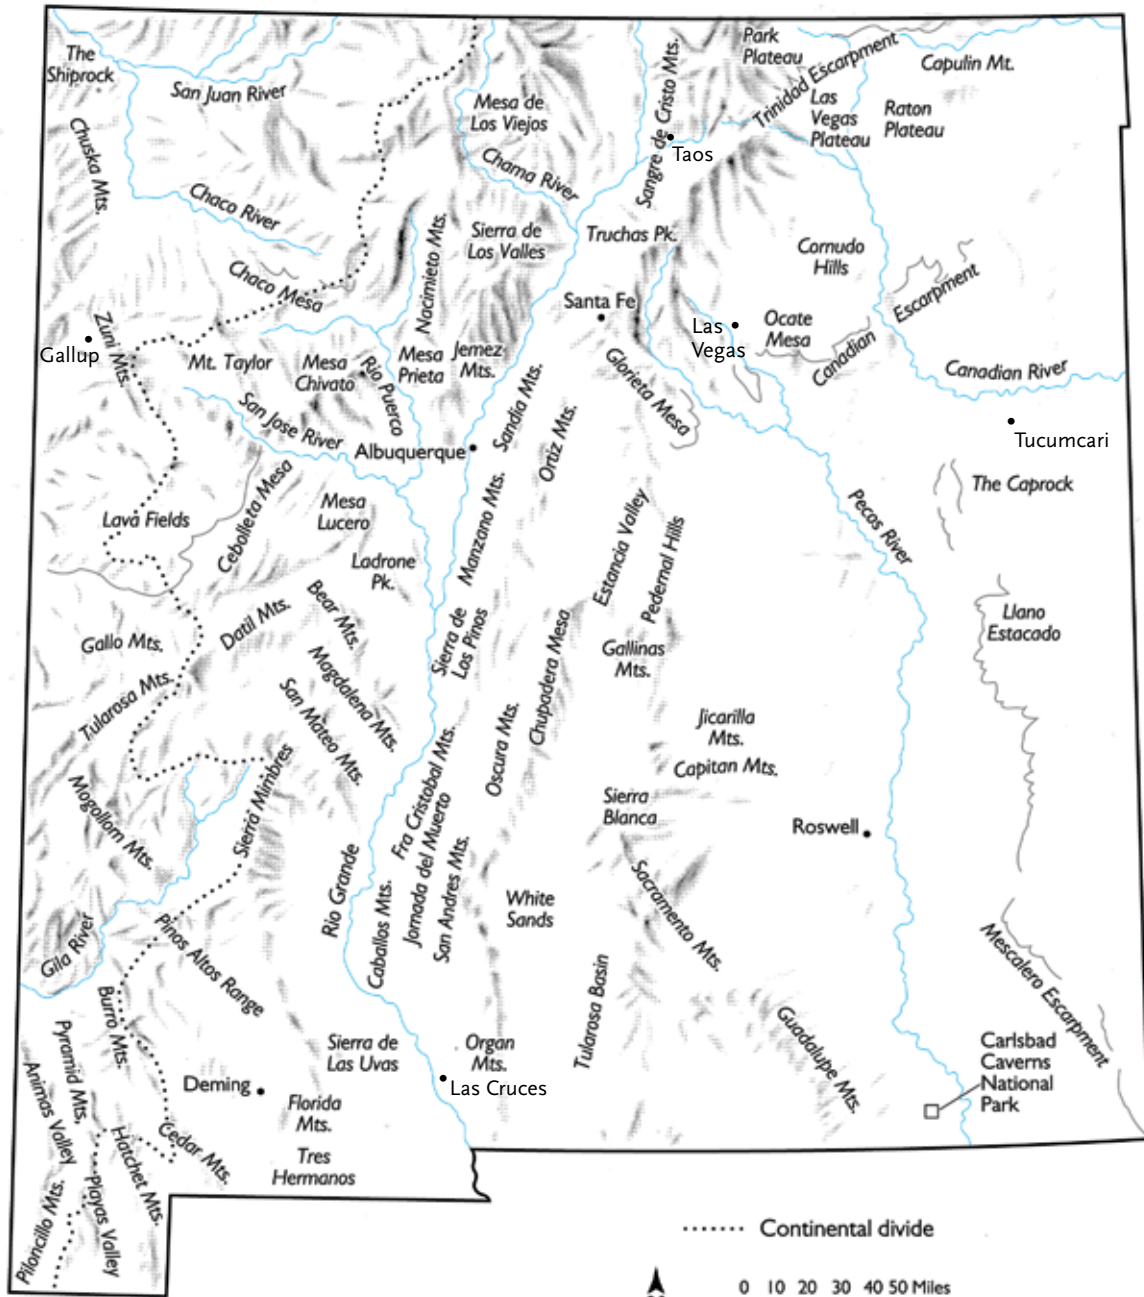 The
Shiprock
San Juan River
Chuska Mts.
Chaco River
Mesa de
Los Viejos
Chama River
Sangre de Cristo Mts.
Taos
Park
Plateau
Trinidad Escarpment
Capulin Mt.
Las
Vegas
Plateau
Raton
Plateau
Chaco Mesa
Nacimieto Mts.
Sierra de
Los Valles
Truchas Pk.
Cornudo
Hills
Canadian
Escarpment
Santa Fe
Las
Vegas
Ocate
Mesa
Canadian River
Gallup
Zuni Mts.
Mt. Taylor
Mesa
Chivato
Rio Puerco
Mesa
Prieta
Jemez
Mts.
Sandia Mts.
Glorieta Mesa
San Jose River
Albuquerque
Ortiz Mts.
Tucumcari
The Caprock
Lava Fields
Cebolleta Mesa
Mesa
Lucero
Ladrone
Pk.
Manzano Mts.
Estancia Valley
Pedernal Hills
Pecos River
Gallo Mts.
Datil Mts.
Bear Mts.
Sierra de
Los Pinos
Chupadera Mesa
Gallinas
Mts.
Llano
Estacado
Tularosa Mts.
Magdalena Mts.
San Mateo Mts.
Oscura Mts.
Jicarilla
Mts.
Capitan Mts.
Mogollom Mts.
Sierra Mimbres
Fra Cristobal Mts.
Jornada del Muerto
Sierra
Blanca
Roswell
Rio Grande
Caballos Mts.
San Andres Mts.
White
Sands
Sacramento Mts.
Gila River
Pinos Altos Range
Mescalero Escarpment
Burro Mts.
Pyramid Mts.
Animas Valley
Sierra de
Las Uvas
Organ
Mts.
Tularosa Basin
Guadalupe Mts.
Carlsbad
Caverns
National
Park
Deming
Las Cruces
Florida
Mts.
Cedar Mts.
Hatchet Mts.
Tres
Hermanos
Piloncillo Mts.
Playas Valley
Continental divide
0 10 20 30 40 50 Miles